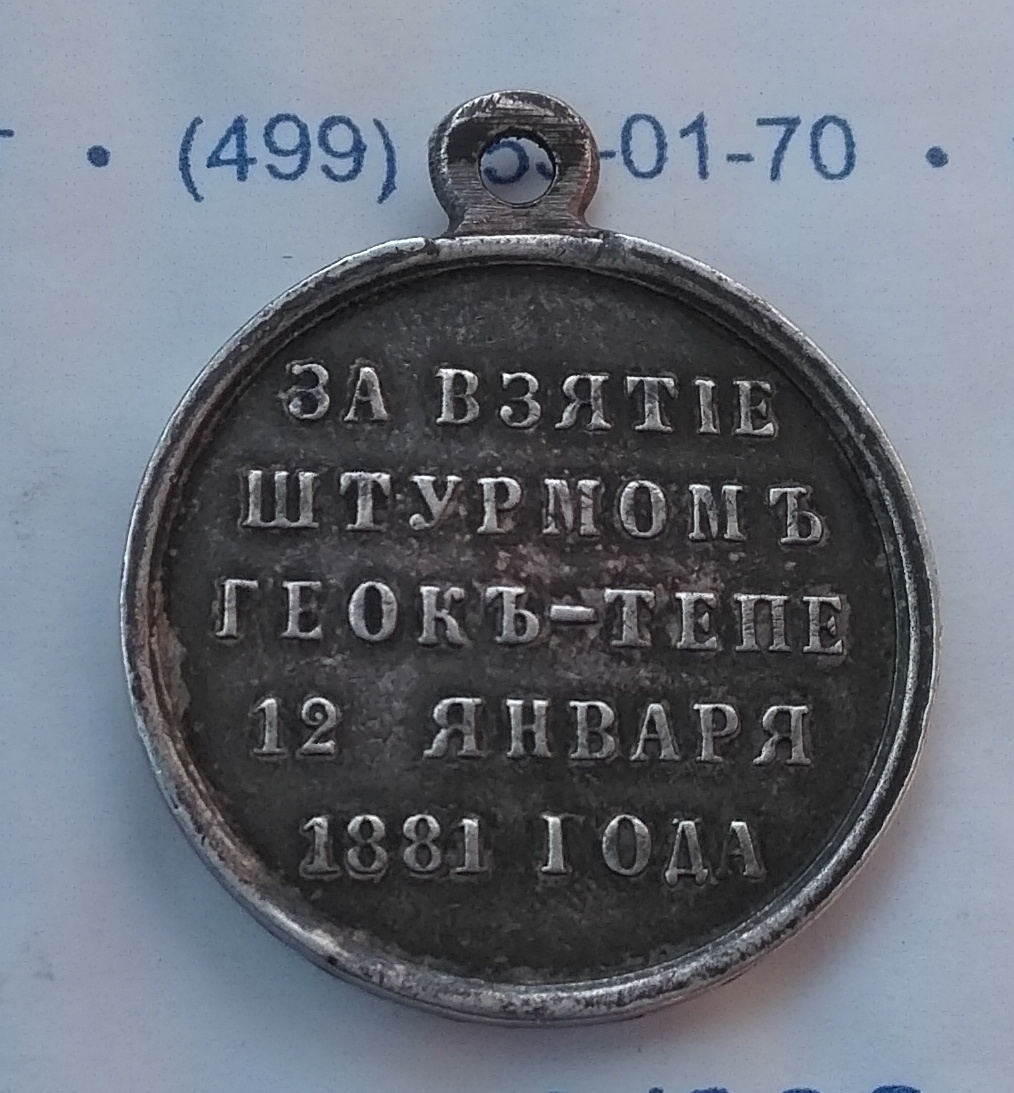 • (499) -01-70 •
ЗА ВЗЯТІЕ
ШТУРМОМЪ
ГЕОКЪ-ТЕПЕ
12 ЯНВАРЯ
1881 ГОДА